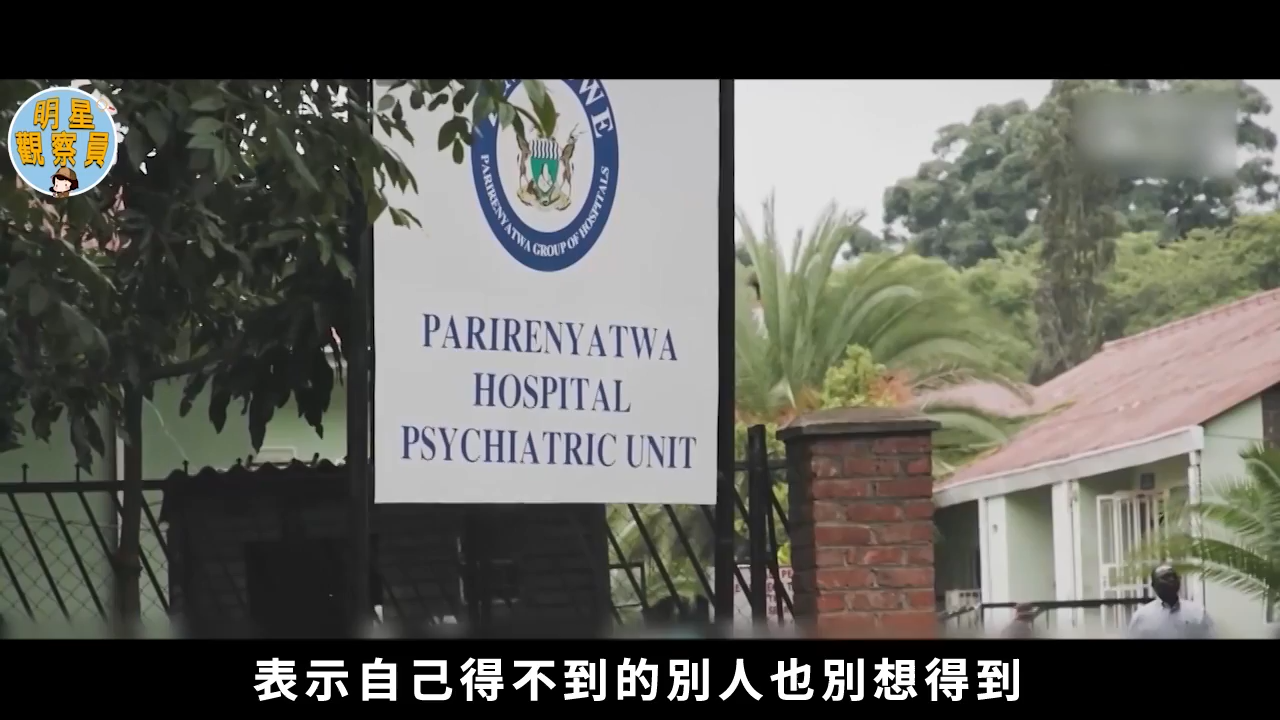 明星
觀察員
WE
PARIRENYATWA GROUP OF HOSPITALS
PARIRENYATWA
HOSPITAL
PSYCHIATRIC UNIT
表示自己得不到的別人也別想得到